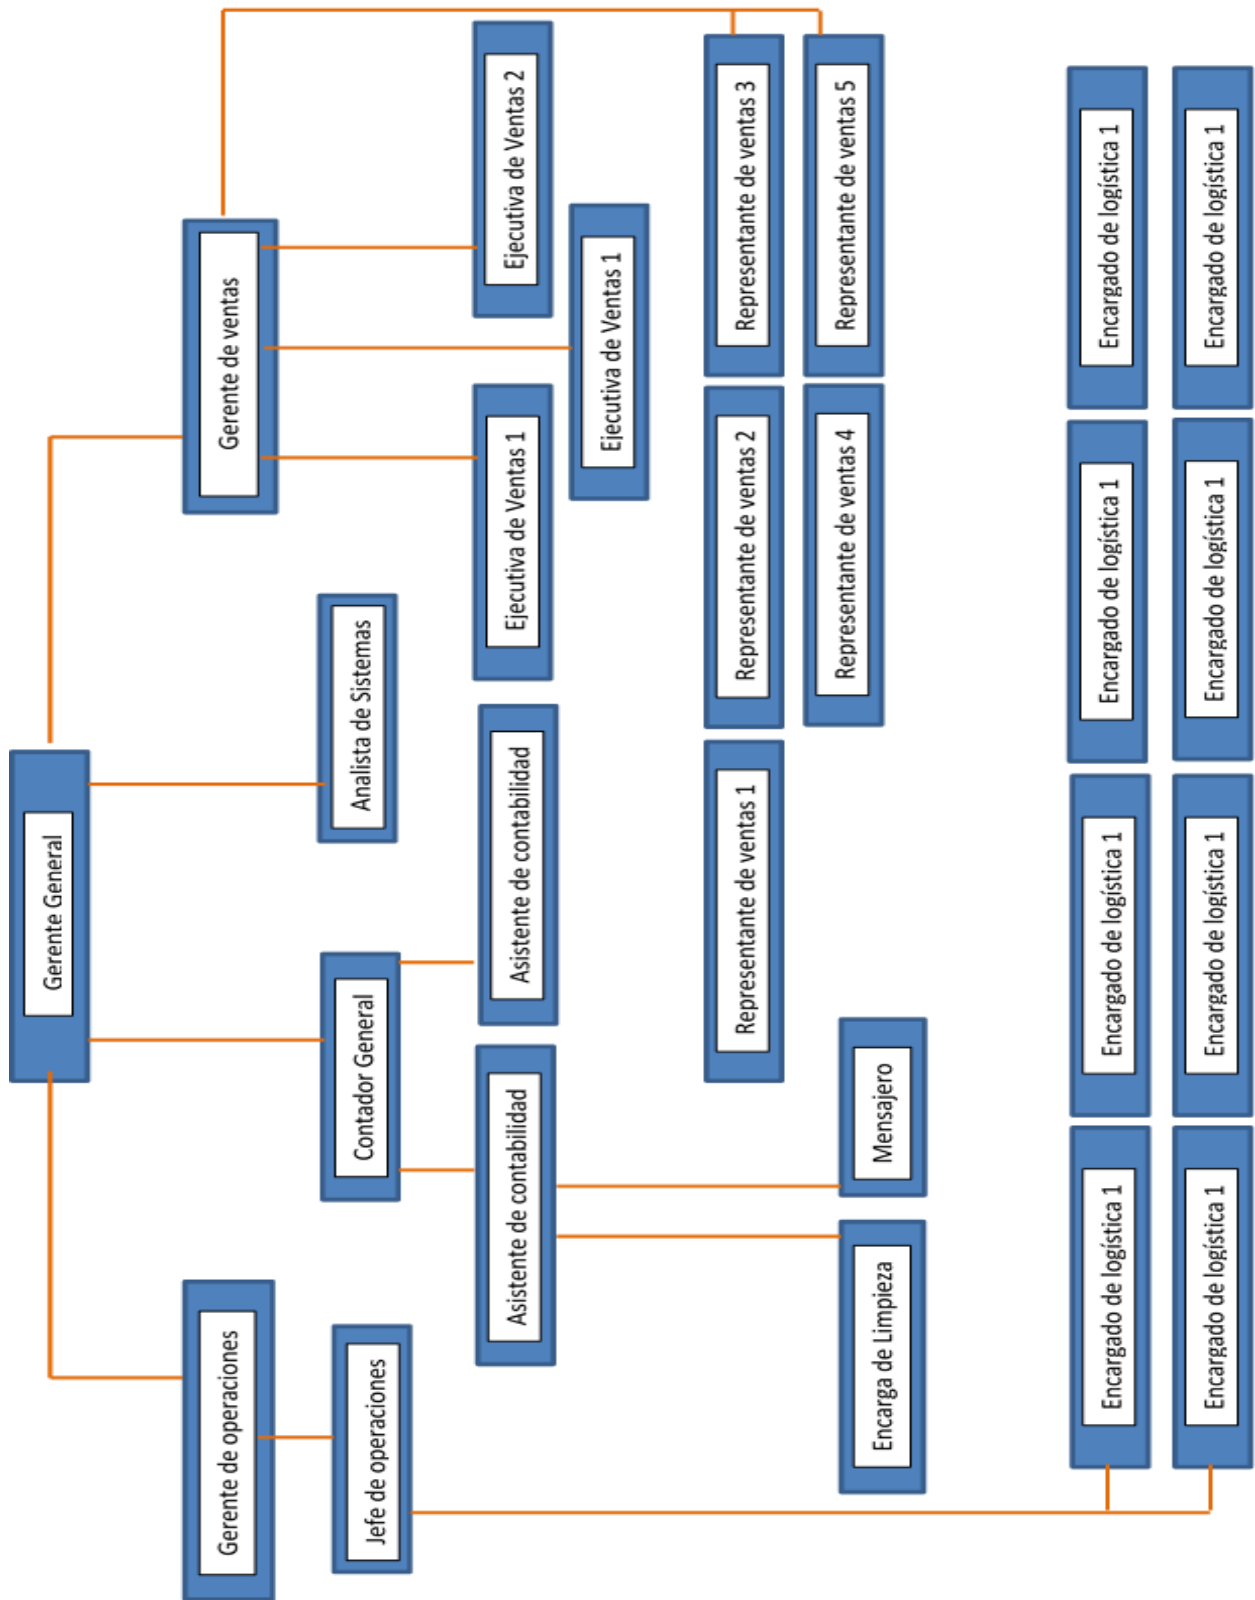 Gerente General
Gerente de operaciones
Gerente de ventas
Jefe de operaciones
Contador General
Analista de Sistemas
Asistente de contabilidad
Asistente de contabilidad
Ejecutiva de Ventas 1
Ejecutiva de Ventas 2
Ejecutiva de Ventas 1
Representante de ventas 1
Representante de ventas 2
Representante de ventas 3
Representante de ventas 4
Representante de ventas 5
Encarga de Limpieza
Mensajero
Encargado de logística 1
Encargado de logística 1
Encargado de logística 1
Encargado de logística 1
Encargado de logística 1
Encargado de logística 1
Encargado de logística 1
Encargado de logística 1